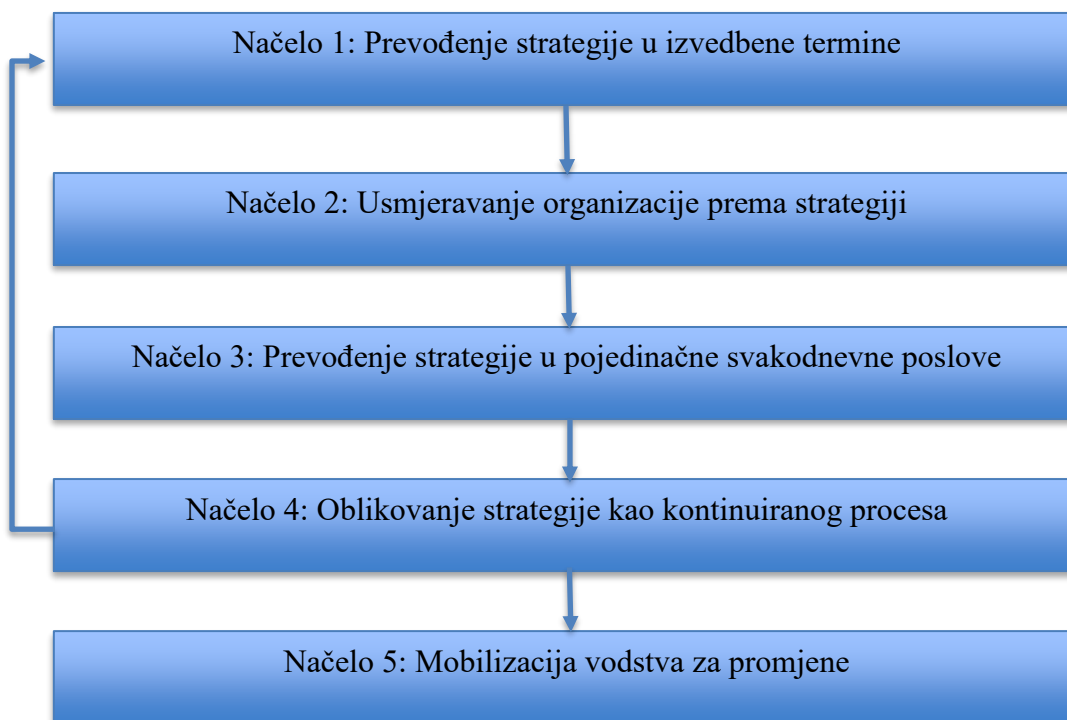 Načelo 1: Prevođenje strategije u izvedbene termine
Načelo 2: Usmjeravanje organizacije prema strategiji
Načelo 3: Prevođenje strategije u pojedinačne svakodnevne poslove
Načelo 4: Oblikovanje strategije kao kontinuiranog procesa
Načelo 5: Mobilizacija vodstva za promjene